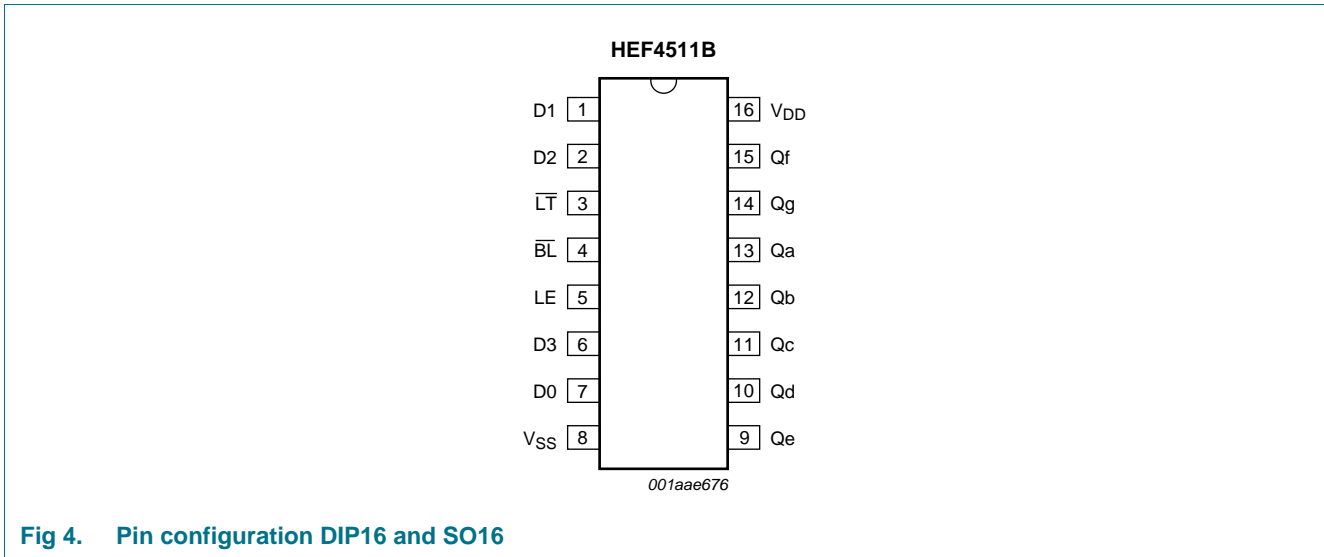 HEF4511B
D1 1 16 VDD
D2 2 15 Qf
L̅T̅ 3 14 Qg
B̅L̅ 4 13 Qa
LE 5 12 Qb
D3 6 11 Qc
D0 7 10 Qd
VSS 8 9 Qe
001aae676
Fig 4. Pin configuration DIP16 and SO16